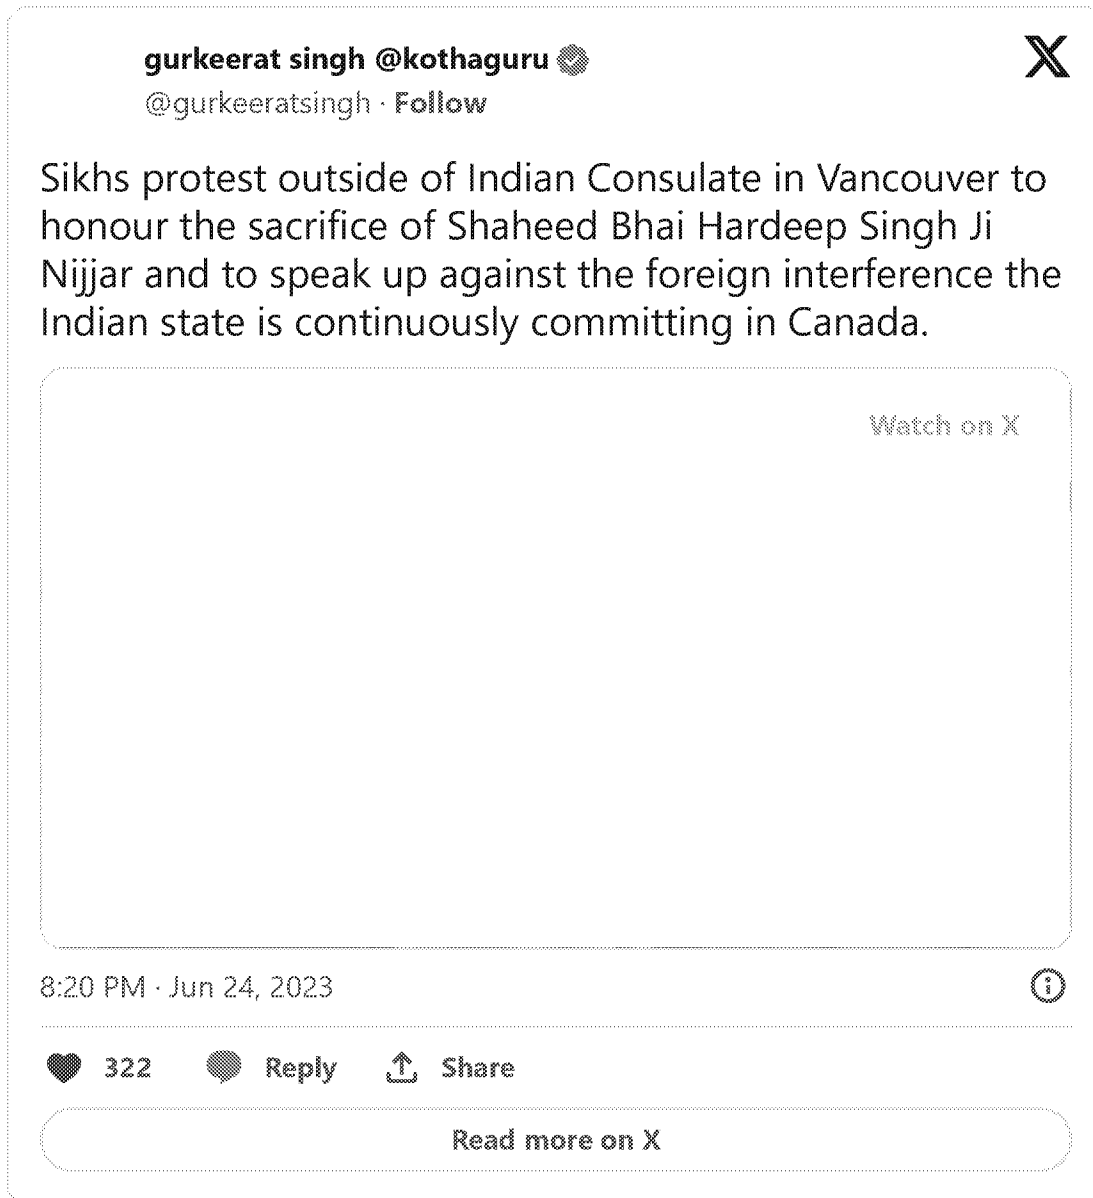 gurkeerat singh @kothaguru
@gurkeeratsingh · Follow
Sikhs protest outside of Indian Consulate in Vancouver to
honour the sacrifice of Shaheed Bhai Hardeep Singh Ji
Nijjar and to speak up against the foreign interference the
Indian state is continuously committing in Canada.
Watch on X
8:20 PM · Jun 24, 2023
322 Reply Share
Read more on X